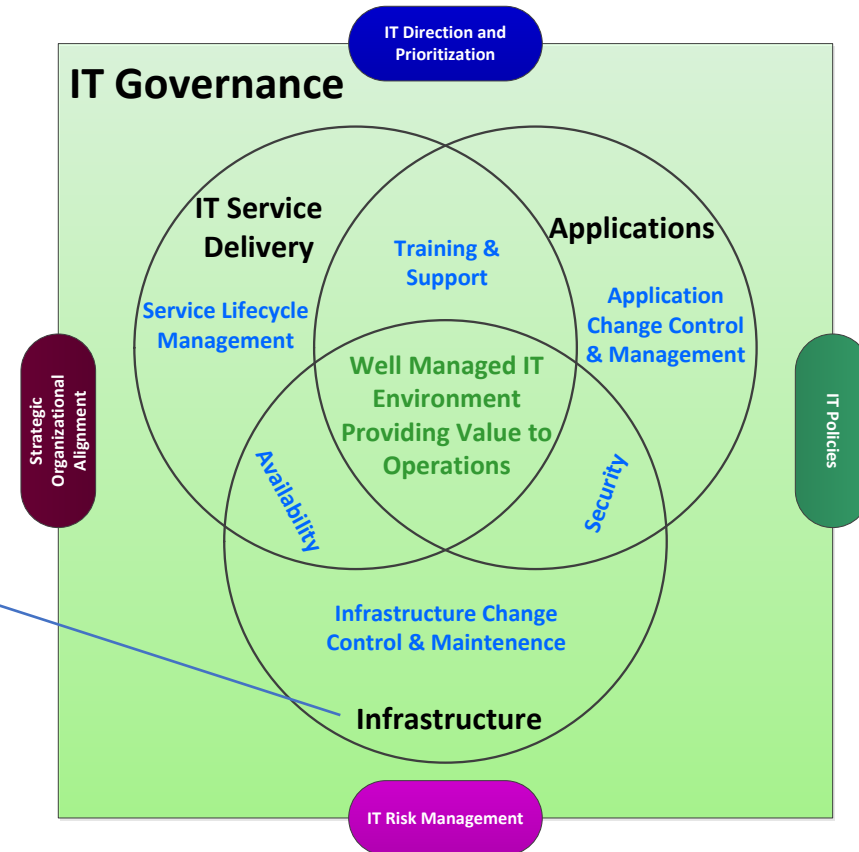 IT Direction and
Prioritization
IT Governance
IT Service
Delivery
Applications
Training &
Support
Service Lifecycle
Management
Application
Change Control
& Management
Strategic
Organizational
Alignment
IT Policies
Well Managed IT
Environment
Providing Value to
Operations
Availability
Security
Infrastructure Change
Control & Maintenence
Infrastructure
IT Risk Management